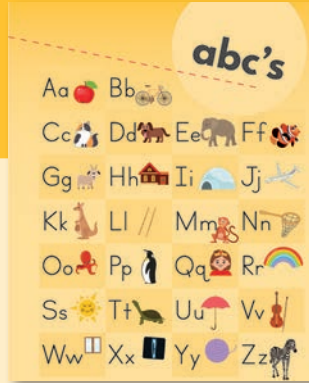 abc's
Aa Bb
Cc Dd Ee Ff
Gg Hh Ii Jj
Kk Ll Mm Nn
Oo Pp Qq Rr
Ss Tt Uu Vv
Ww Xx Yy Zz